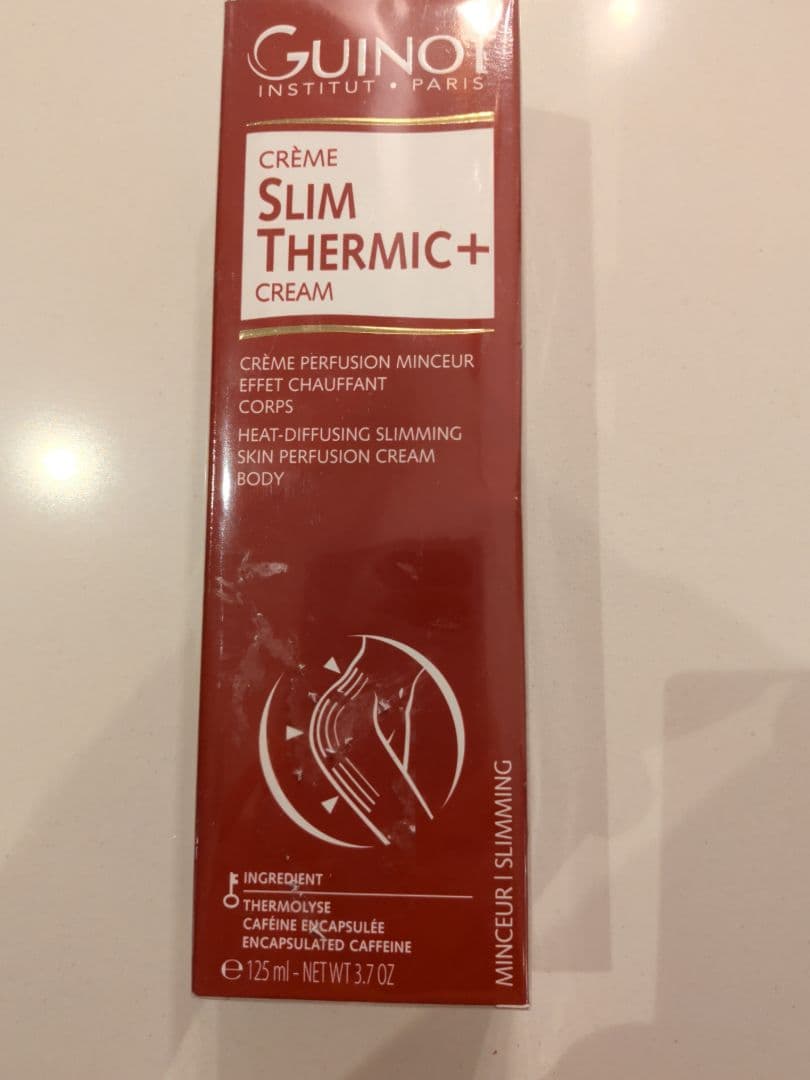 GUINOT
INSTITUT • PARIS
CRÈME
SLIM
THERMIC+
CREAM
CRÈME PERFUSION MINCEUR
EFFET CHAUFFANT
CORPS
HEAT-DIFFUSING SLIMMING
SKIN PERFUSION CREAM
BODY
INGREDIENT
THERMOLYSE
CAFÉINE ENCAPSULÉE
ENCAPSULATED CAFFEINE
℮ 125 ml - NET WT 3.7 OZ
MINCEUR | SLIMMING